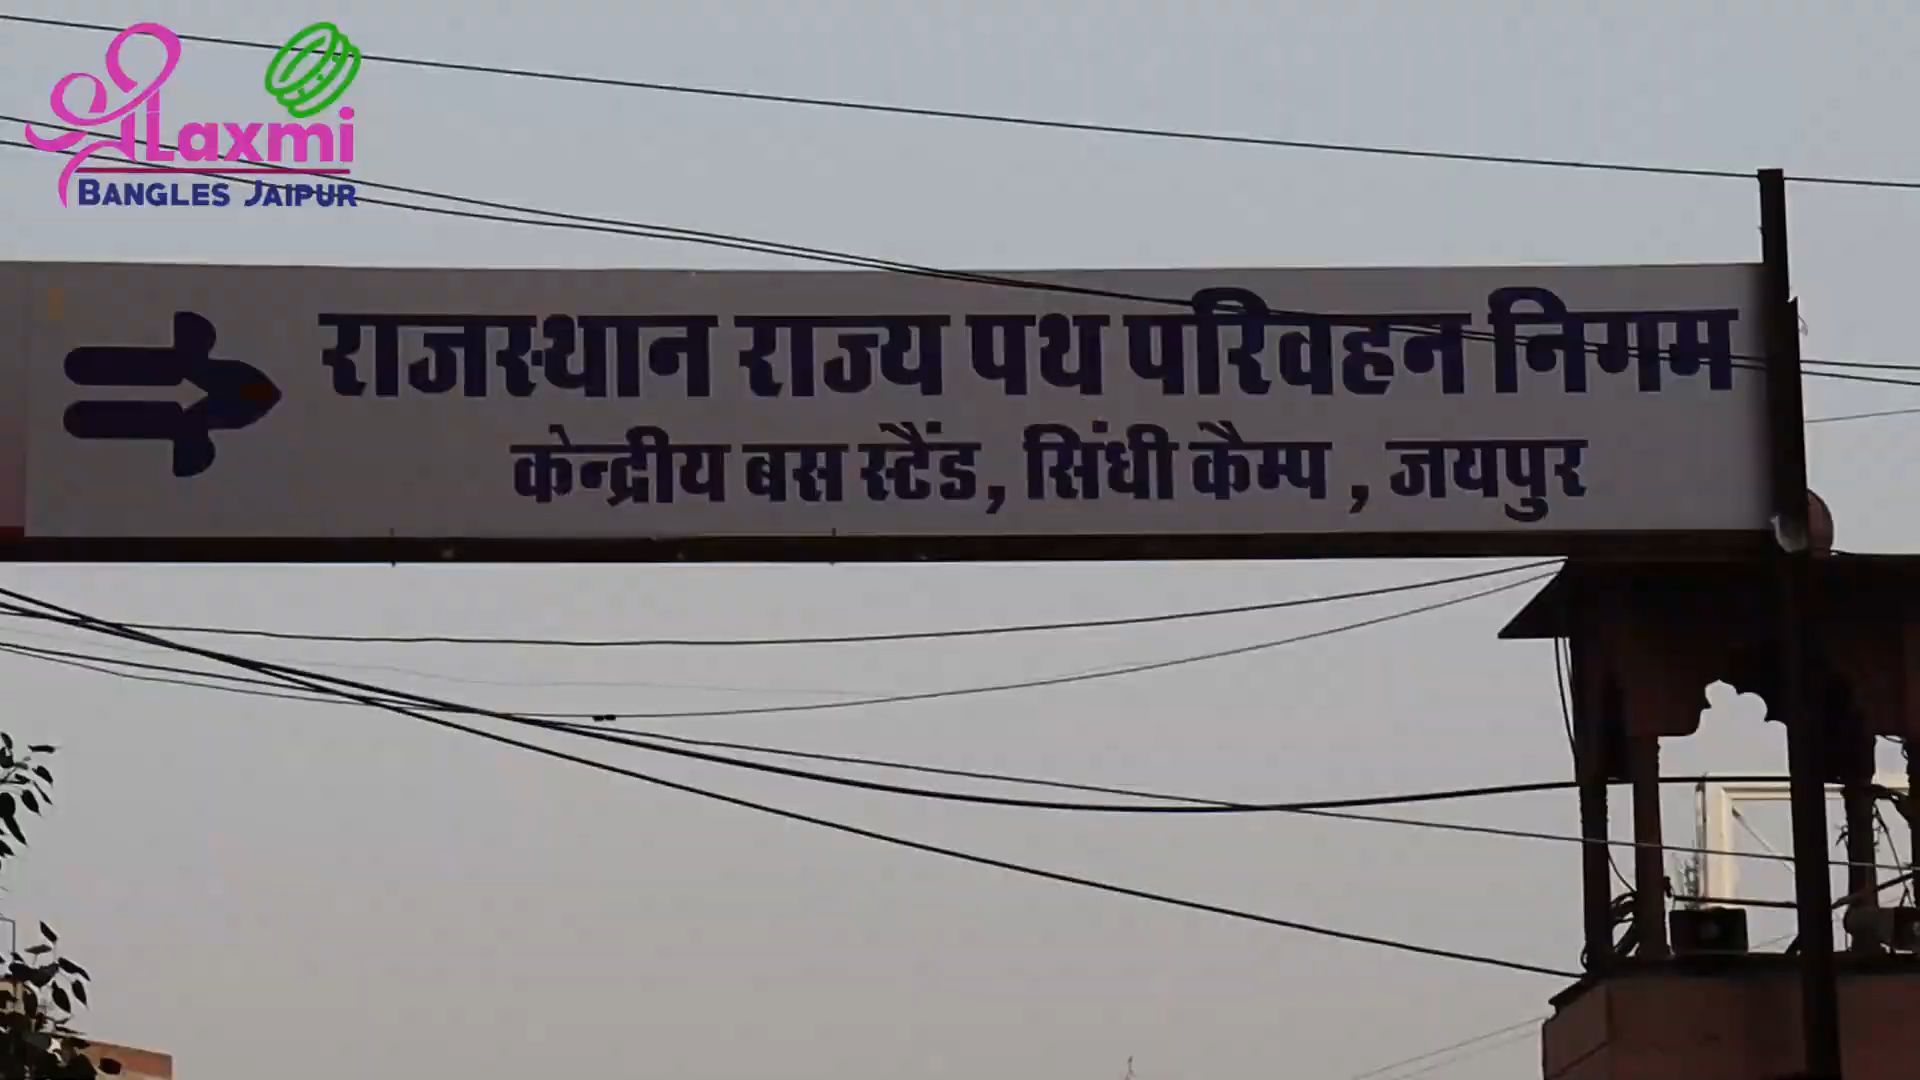 श्री Laxmi
BANGLES JAIPUR
राजस्थान राज्य पथ परिवहन निगम
केन्द्रीय बस स्टैंड, सिंधी कैम्प , जयपुर